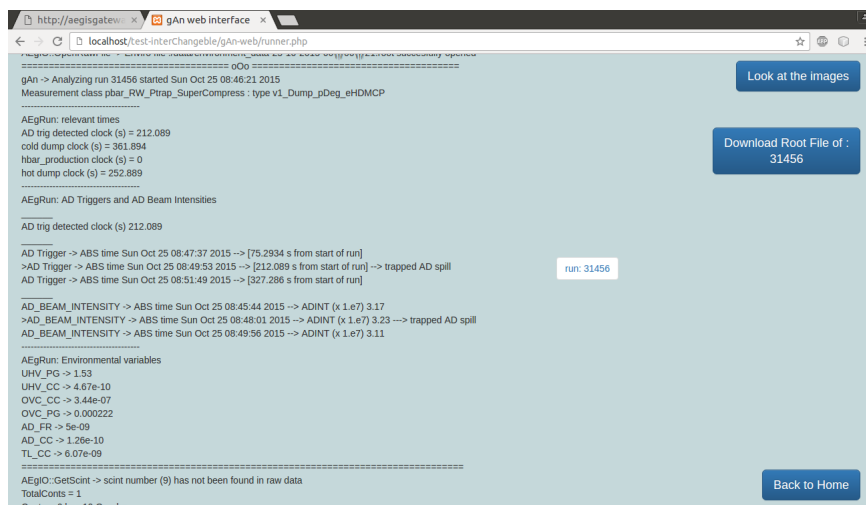 http://aegisgatew
gAn web interface
localhost/test-interChangeble/gAn-web/runner.php
===================================== oOo =====================================
gAn -> Analyzing run 31456 started Sun Oct 25 08:46:21 2015
Measurement class pbar_RW_Ptrap_SuperCompress : type v1_Dump_pDeg_eHDMCP
---------------------------------------
AEgRun: relevant times
AD trig detected clock (s) = 212.089
cold dump clock (s) = 361.894
hbar_production clock (s) = 0
hot dump clock (s) = 252.889
---------------------------------------
AEgRun: AD Triggers and AD Beam Intensities
______
AD trig detected clock (s) 212.089
______
AD Trigger -> ABS time Sun Oct 25 08:47:37 2015 --> [75.2934 s from start of run]
>AD Trigger -> ABS time Sun Oct 25 08:49:53 2015 --> [212.089 s from start of run] --> trapped AD spill
AD Trigger -> ABS time Sun Oct 25 08:51:49 2015 --> [327.286 s from start of run]
______
AD_BEAM_INTENSITY -> ABS time Sun Oct 25 08:45:44 2015 --> ADINT (x 1.e7) 3.17
>AD_BEAM_INTENSITY -> ABS time Sun Oct 25 08:48:01 2015 --> ADINT (x 1.e7) 3.23 ---> trapped AD spill
AD_BEAM_INTENSITY -> ABS time Sun Oct 25 08:49:56 2015 --> ADINT (x 1.e7) 3.11
---------------------------------------
AEgRun: Environmental variables
UHV_PG -> 1.53
UHV_CC -> 4.67e-10
OVC_CC -> 3.44e-07
OVC_PG -> 0.000222
AD_FR -> 5e-09
AD_CC -> 1.26e-10
TL_CC -> 6.07e-09
===============================================================================
AEgIO::GetScint -> scint number (9) has not been found in raw data
TotalConts = 1
Look at the images
Download Root File of :
31456
run: 31456
Back to Home